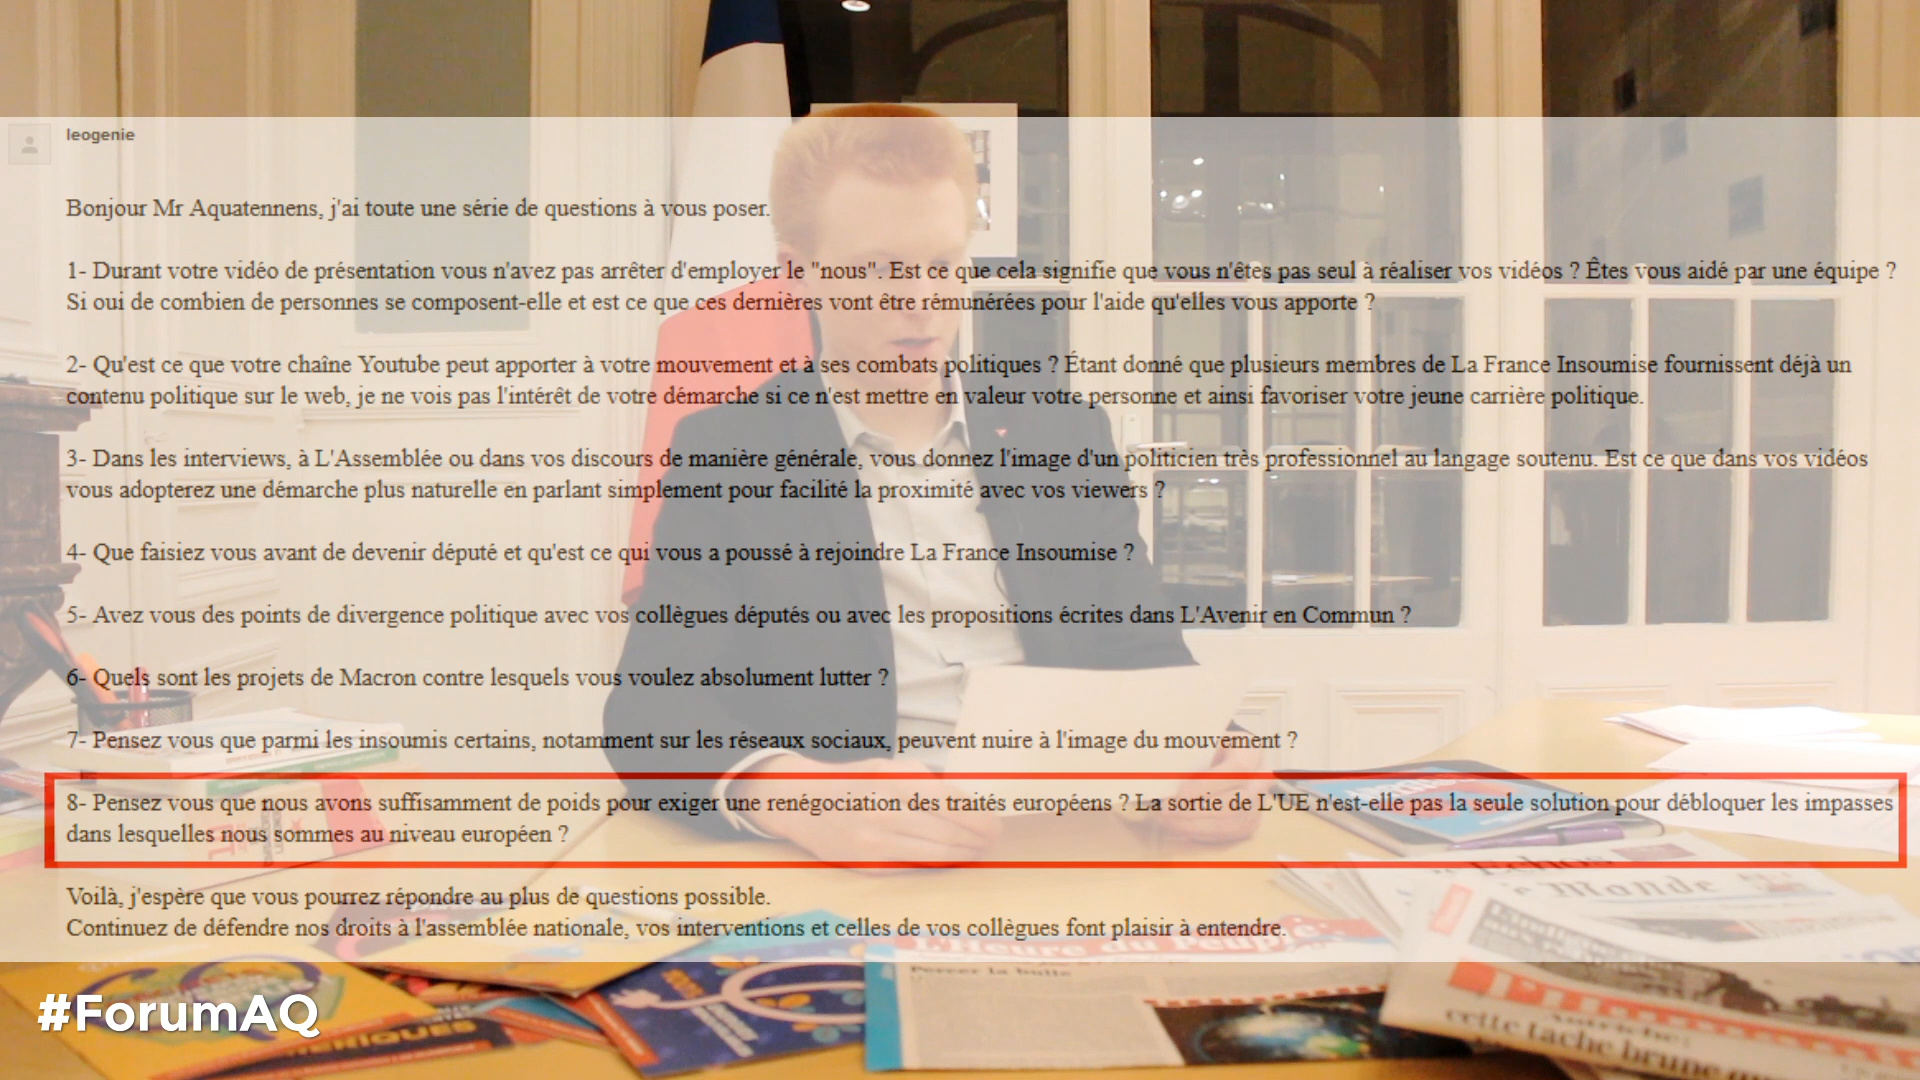 leogenie
Bonjour Mr Aquatennens, j'ai toute une série de questions à vous poser.
1- Durant votre vidéo de présentation vous n'avez pas arrêter d'employer le "nous". Est ce que cela signifie que vous n'êtes pas seul à réaliser vos vidéos ? Êtes vous aidé par une équipe ?
Si oui de combien de personnes se composent-elle et est ce que ces dernières vont être rémunérées pour l'aide qu'elles vous apporte ?
2- Qu'est ce que votre chaîne Youtube peut apporter à votre mouvement et à ses combats politiques ? Étant donné que plusieurs membres de La France Insoumise fournissent déjà un
contenu politique sur le web, je ne vois pas l'intérêt de votre démarche si ce n'est mettre en valeur votre personne et ainsi favoriser votre jeune carrière politique.
3- Dans les interviews, à L'Assemblée ou dans vos discours de manière générale, vous donnez l'image d'un politicien très professionnel au langage soutenu. Est ce que dans vos vidéos
vous adopterez une démarche plus naturelle en parlant simplement pour facilité la proximité avec vos viewers ?
4- Que faisiez vous avant de devenir député et qu'est ce qui vous a poussé à rejoindre La France Insoumise ?
5- Avez vous des points de divergence politique avec vos collègues députés ou avec les propositions écrites dans L'Avenir en Commun ?
6- Quels sont les projets de Macron contre lesquels vous voulez absolument lutter ?
7- Pensez vous que parmi les insoumis certains, notamment sur les réseaux sociaux, peuvent nuire à l'image du mouvement ?
8- Pensez vous que nous avons suffisamment de poids pour exiger une renégociation des traités européens ? La sortie de L'UE n'est-elle pas la seule solution pour débloquer les impasses
dans lesquelles nous sommes au niveau européen ?
Voilà, j'espère que vous pourrez répondre au plus de questions possible.
Continuez de défendre nos droits à l'assemblée nationale, vos interventions et celles de vos collègues font plaisir à entendre.
Echos
Monde
L'Heure du Peuple
Percer la bulle
l'Humanité
Autriche:
cette tache brune
#ForumAQ